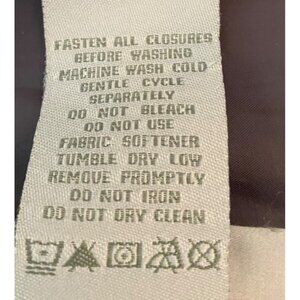 FASTEN ALL CLOSURES
BEFORE WASHING
MACHINE WASH COLD
GENTLE CYCLE
SEPARATELY
DO NOT BLEACH
DO NOT USE
FABRIC SOFTENER
TUMBLE DRY LOW
REMOVE PROMPTLY
DO NOT IRON
DO NOT DRY CLEAN